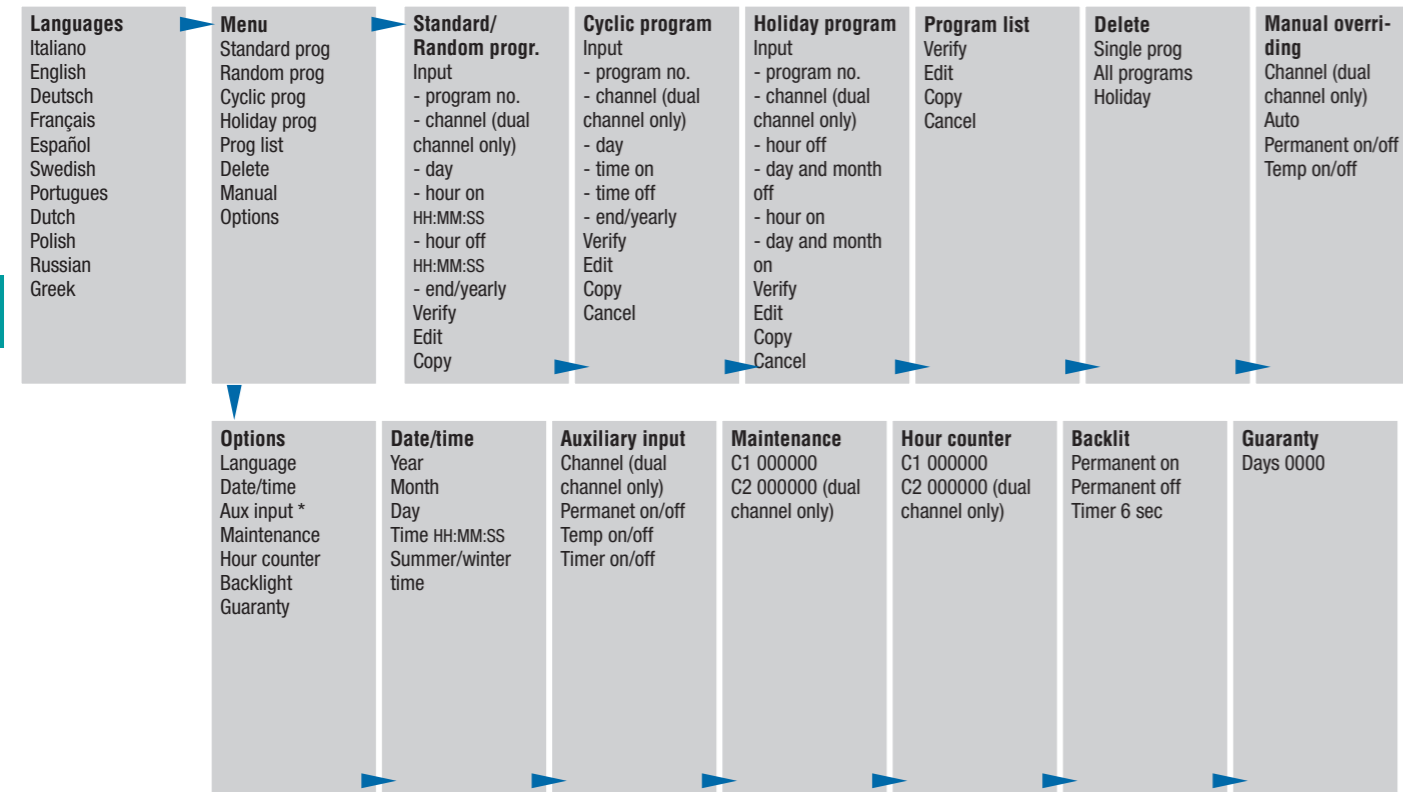 Languages
Italiano
English
Deutsch
Français
Español
Swedish
Portugues
Dutch
Polish
Russian
Greek
Menu
Standard prog
Random prog
Cyclic prog
Holiday prog
Prog list
Delete
Manual
Options
Standard/
Random progr.
Input
- program no.
- channel (dual
channel only)
- day
- hour on
HH:MM:SS
- hour off
HH:MM:SS
- end/yearly
Verify
Edit
Copy
Cyclic program
Input
- program no.
- channel (dual
channel only)
- day
- time on
- time off
- end/yearly
Verify
Edit
Copy
Cancel
Holiday program
Input
- program no.
- channel (dual
channel only)
- hour off
- day and month
off
- hour on
- day and month
on
Verify
Edit
Copy
Cancel
Program list
Verify
Edit
Copy
Cancel
Delete
Single prog
All programs
Holiday
Manual overri-
ding
Channel (dual
channel only)
Auto
Permanent on/off
Temp on/off
Options
Language
Date/time
Aux input *
Maintenance
Hour counter
Backlight
Guaranty
Date/time
Year
Month
Day
Time HH:MM:SS
Summer/winter
time
Auxiliary input
Channel (dual
channel only)
Permanet on/off
Temp on/off
Timer on/off
Maintenance
C1 000000
C2 000000 (dual
channel only)
Hour counter
C1 000000
C2 000000 (dual
channel only)
Backlit
Permanent on
Permanent off
Timer 6 sec
Guaranty
Days 0000